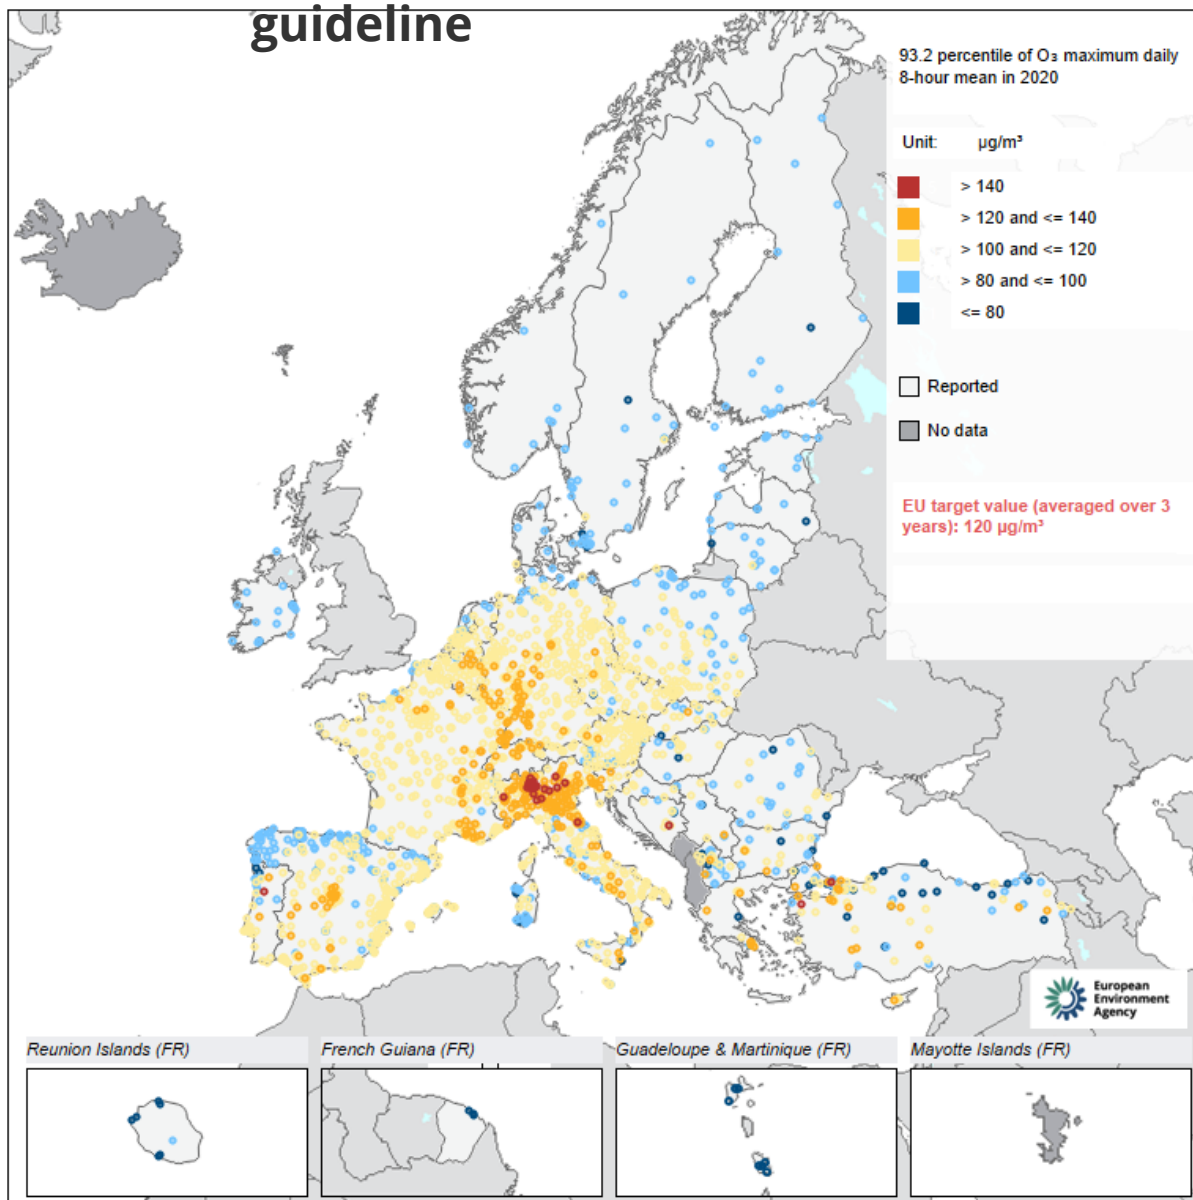 guideline
93.2 percentile of O₃ maximum daily
8-hour mean in 2020
Unit: µg/m³
> 140
> 120 and <= 140
> 100 and <= 120
> 80 and <= 100
<= 80
Reported
No data
EU target value (averaged over 3
years): 120 µg/m³
European
Environment
Agency
Reunion Islands (FR)
French Guiana (FR)
Guadeloupe & Martinique (FR)
Mayotte Islands (FR)